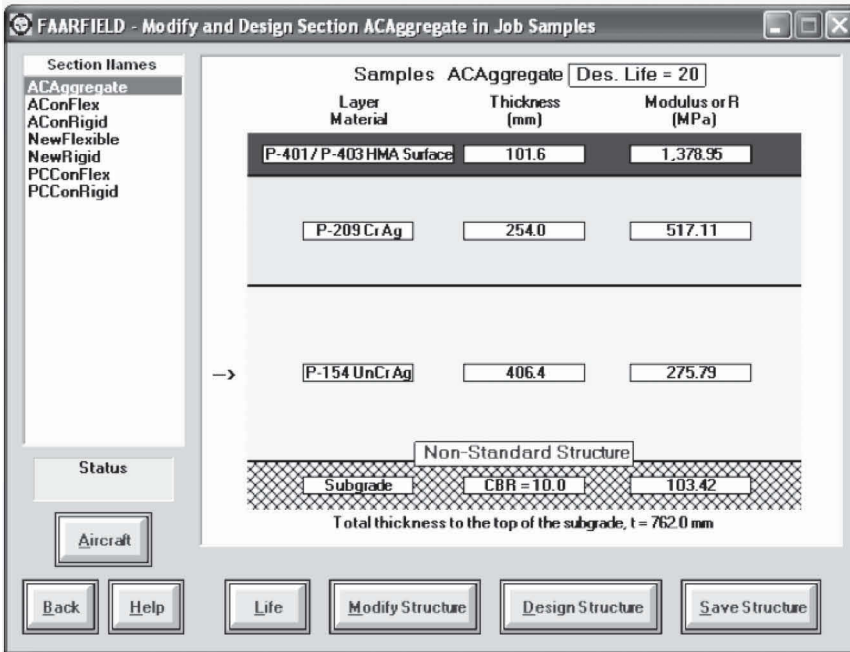 FAARFIELD - Modify and Design Section ACAggregate in Job Samples
Section Names
ACAggregate
AConFlex
AConRigid
NewFlexible
NewRigid
PCConFlex
PCConRigid
Samples ACAggregate Des. Life = 20
Layer Material Thickness (mm) Modulus or R (MPa)
P-401/ P-403 HMA Surface 101.6 1,378.95
P-209 Cr Ag 254.0 517.11
--> P-154 UnCr Ag 406.4 275.79
Non-Standard Structure
Subgrade CBR = 10.0 103.42
Total thickness to the top of the subgrade, t = 762.0 mm
Status
Aircraft
Back Help Life Modify Structure Design Structure Save Structure